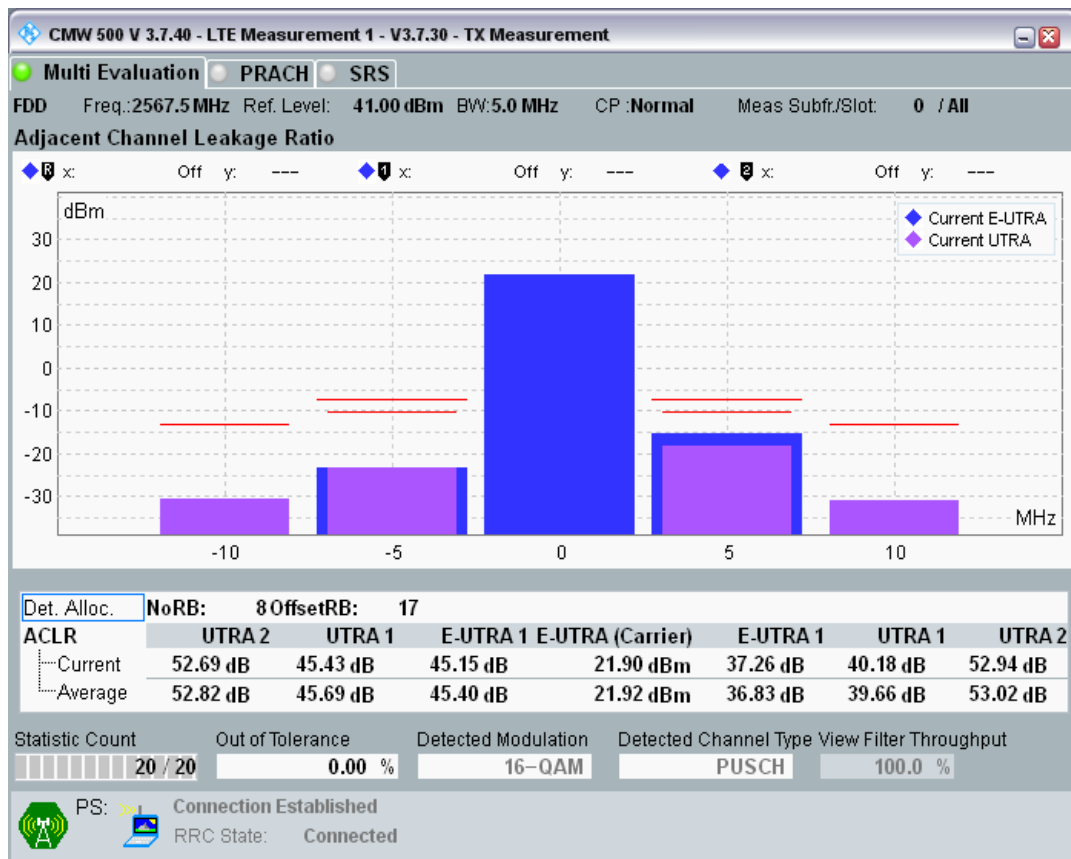 CMW 500 V 3.7.40 - LTE Measurement 1 - V3.7.30 - TX Measurement
Multi Evaluation PRACH SRS
FDD Freq.:2567.5 MHz Ref. Level: 41.00 dBm BW:5.0 MHz CP :Normal Meas Subfr./Slot: 0 / All
Adjacent Channel Leakage Ratio
R x: Off y: --- 1 x: Off y: --- 2 x: Off y: ---
dBm
Current E-UTRA
Current UTRA
30
20
10
0
-10
-20
-30
MHz
-10 -5 0 5 10
Det. Alloc. NoRB: 8 OffsetRB: 17
ACLR UTRA 2 UTRA 1 E-UTRA 1 E-UTRA (Carrier) E-UTRA 1 UTRA 1 UTRA 2
Current 52.69 dB 45.43 dB 45.15 dB 21.90 dBm 37.26 dB 40.18 dB 52.94 dB
Average 52.82 dB 45.69 dB 45.40 dB 21.92 dBm 36.83 dB 39.66 dB 53.02 dB
Statistic Count Out of Tolerance Detected Modulation Detected Channel Type View Filter Throughput
20 / 20 0.00 % 16-QAM PUSCH 100.0 %
PS: Connection Established
RRC State: Connected